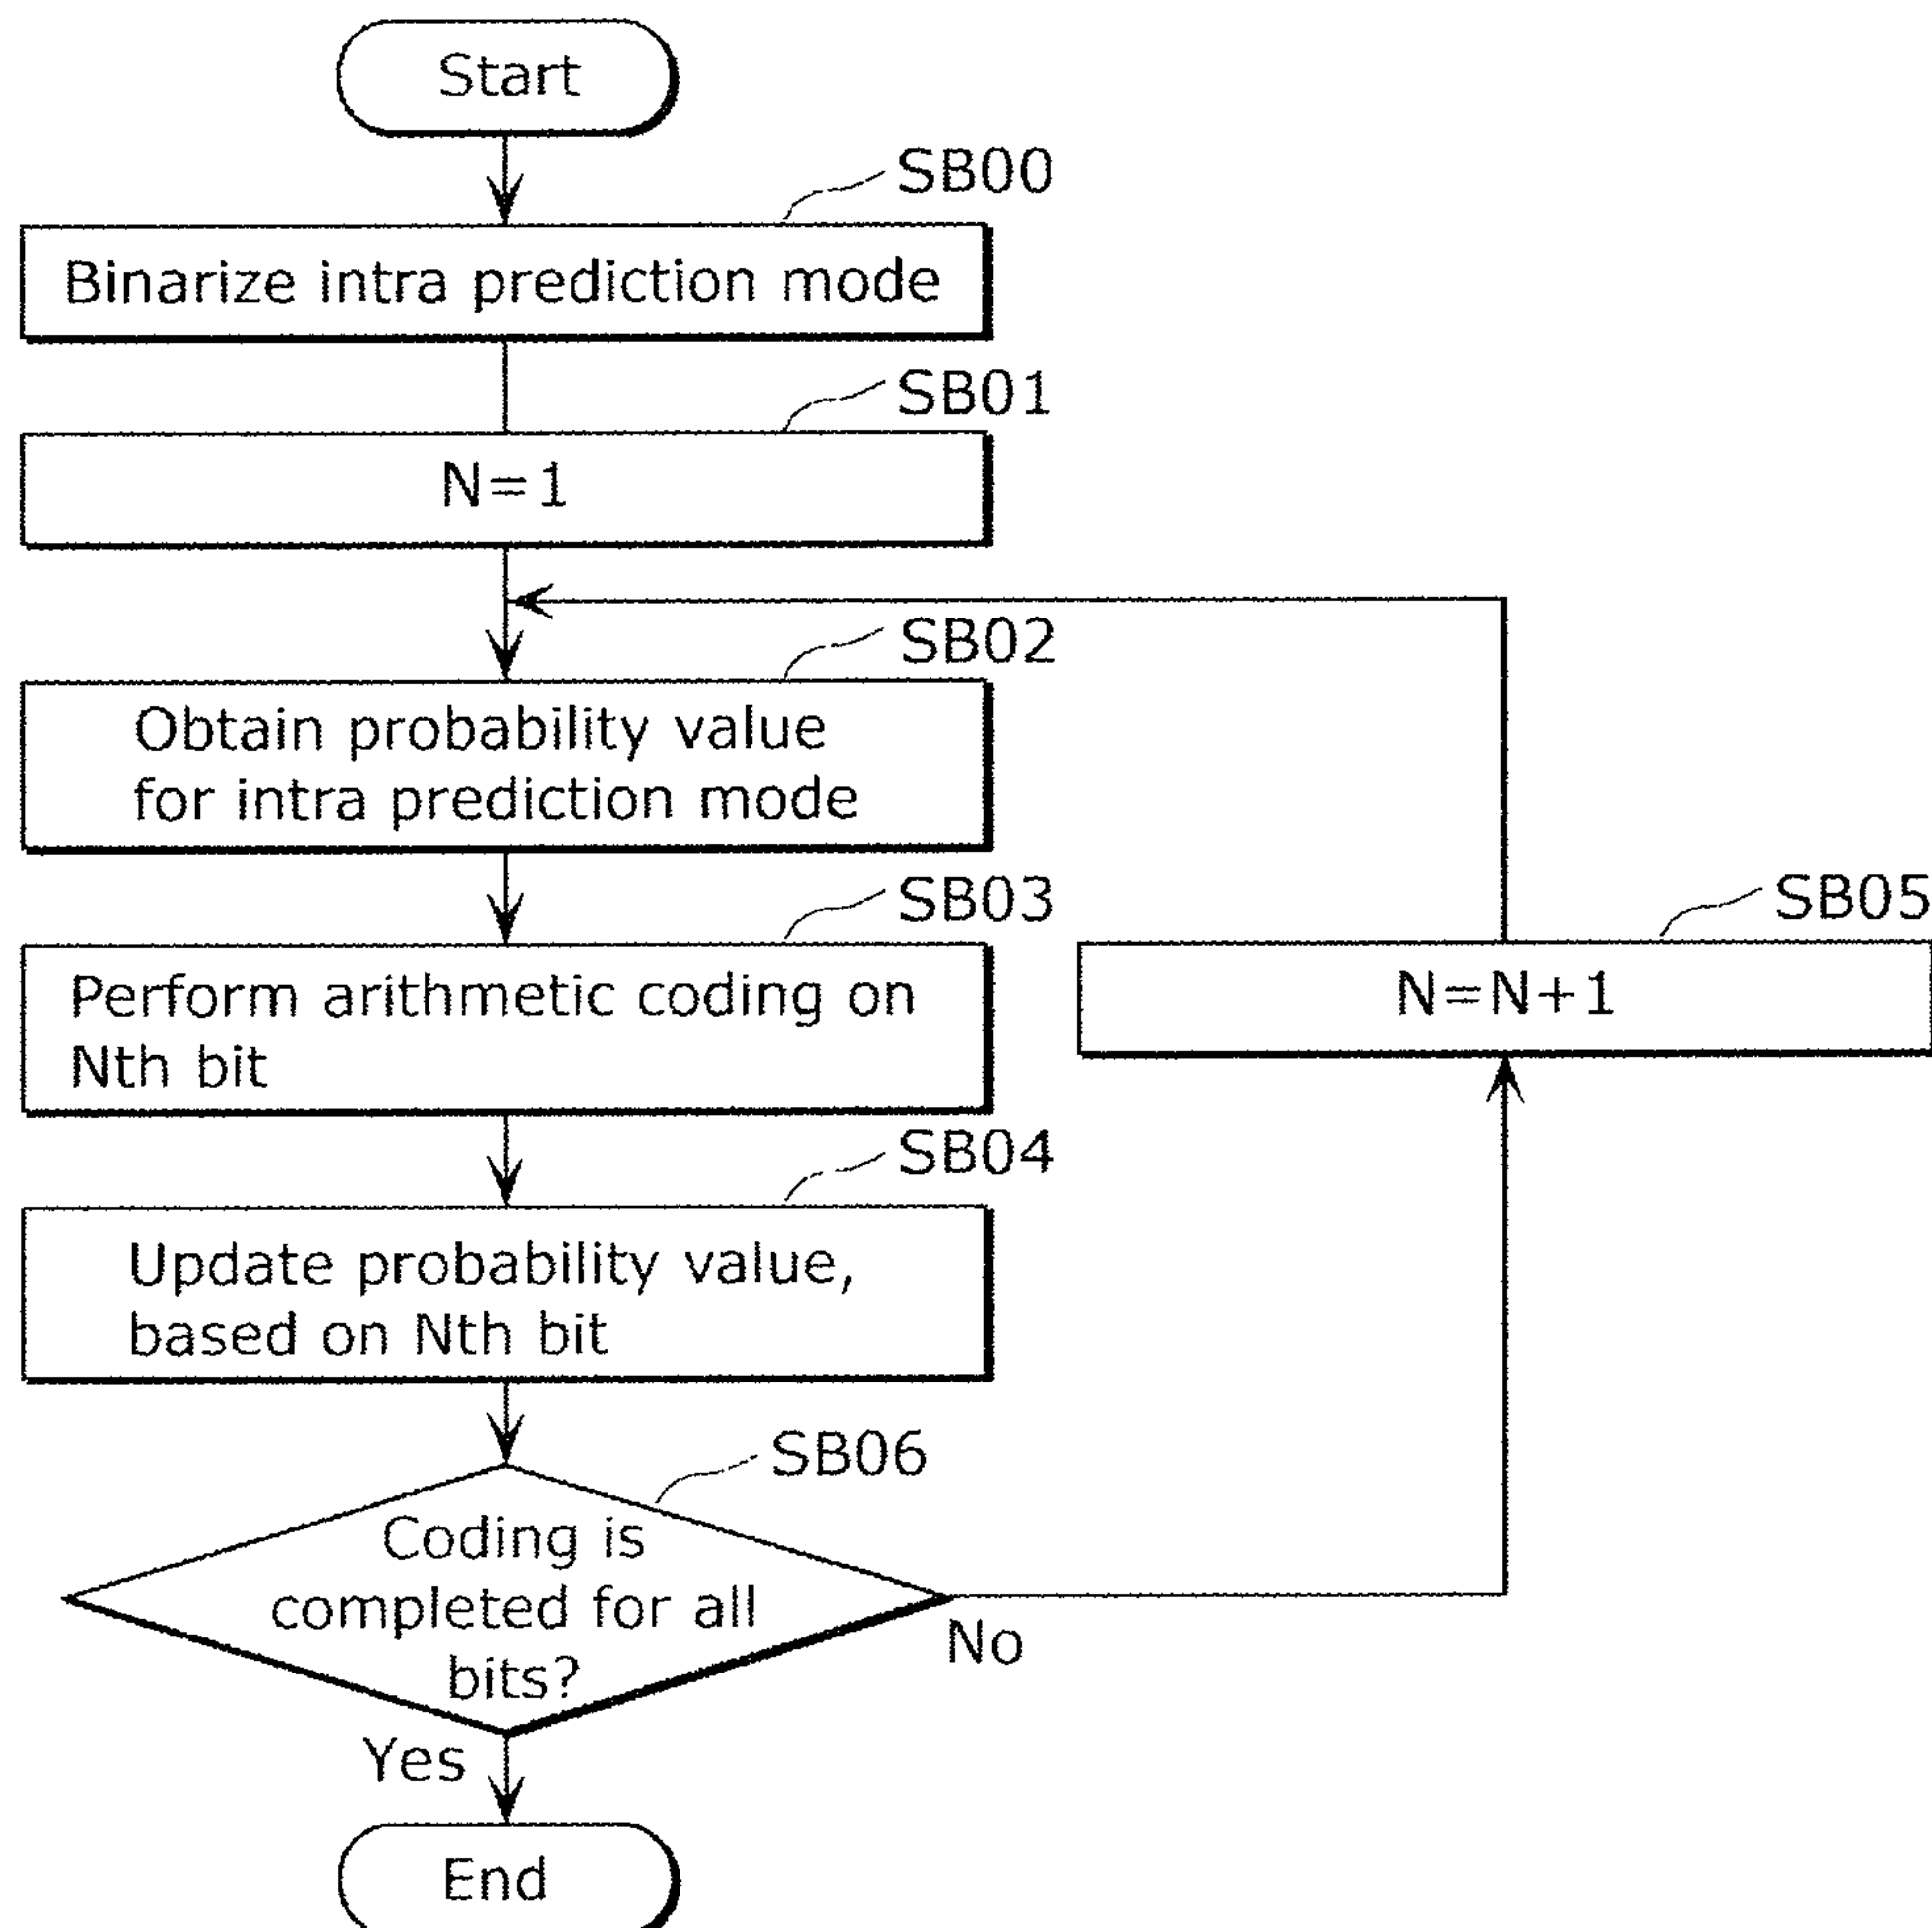 Start
SB00
Binarize intra prediction mode
SB01
N=1
SB02
Obtain probability value
for intra prediction mode
SB03
Perform arithmetic coding on
Nth bit
SB05
N=N+1
SB04
Update probability value,
based on Nth bit
SB06
Coding is
completed for all
bits?
No
Yes
End